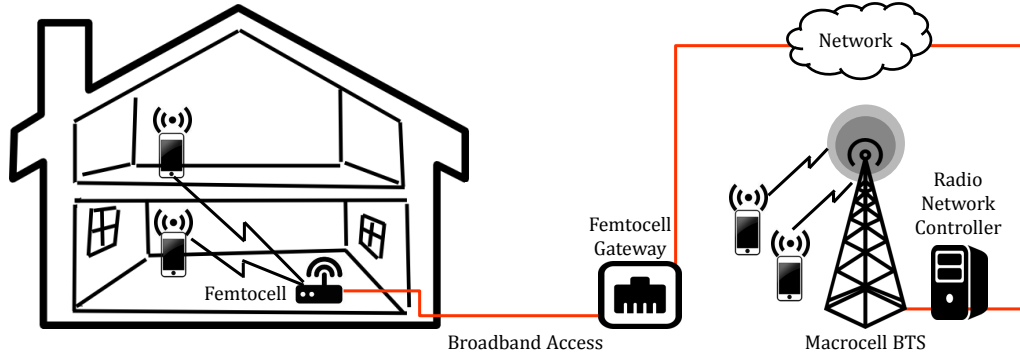 Network
Radio
Network
Controller
Femtocell
Gateway
Femtocell
Broadband Access
Macrocell BTS